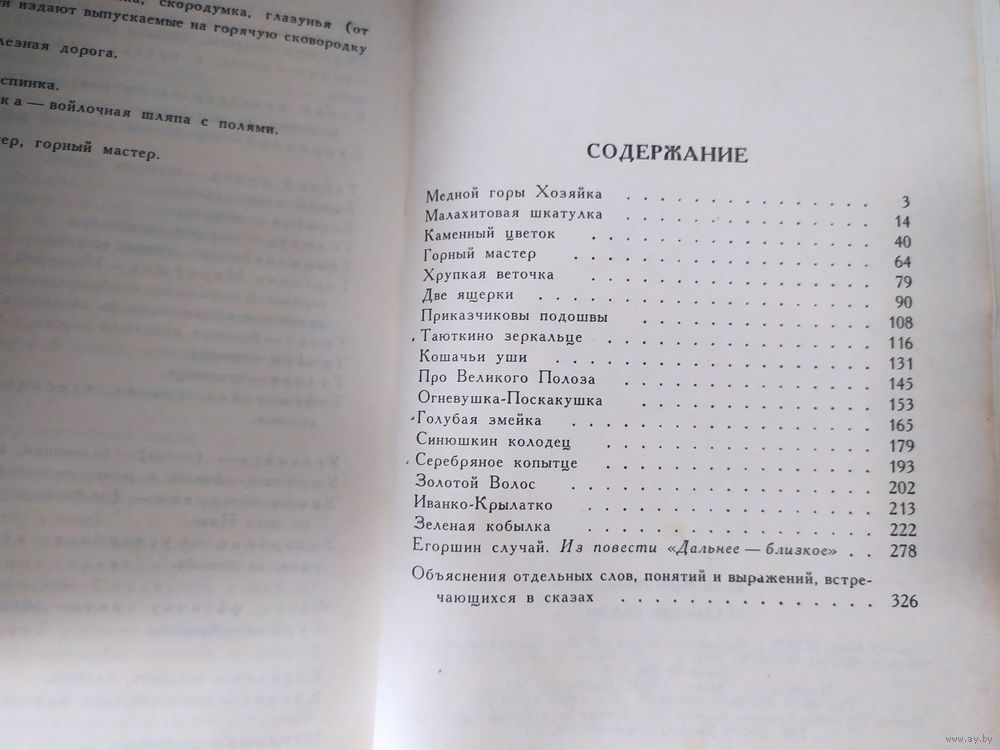 скородумка, глазунья (от
издают выпускаемые на горячую сковородку
дорога.
спинка.
ка — войлочная шляпа с полями.
горный мастер.
СОДЕРЖАНИЕ
Медной горы Хозяйка . . . . . . . . . . . . . . 3
Малахитовая шкатулка . . . . . . . . . . . . . . 14
Каменный цветок . . . . . . . . . . . . . . . 40
Горный мастер . . . . . . . . . . . . . . . . 64
Хрупкая веточка . . . . . . . . . . . . . . . 79
Две ящерки . . . . . . . . . . . . . . . . . 90
Приказчиковы подошвы . . . . . . . . . . . . . 108
Таюткино зеркальце . . . . . . . . . . . . . . 116
Кошачьи уши . . . . . . . . . . . . . . . . 131
Про Великого Полоза . . . . . . . . . . . . . . 145
Огневушка-Поскакушка . . . . . . . . . . . . . 153
Голубая змейка . . . . . . . . . . . . . . . 165
Синюшкин колодец . . . . . . . . . . . . . . 179
Серебряное копытце . . . . . . . . . . . . . . 193
Золотой Волос . . . . . . . . . . . . . . . 202
Иванко-Крылатко . . . . . . . . . . . . . . . 213
Зеленая кобылка . . . . . . . . . . . . . . . 222
Егоршин случай. Из повести «Дальнее — близкое» . . 278
Объяснения отдельных слов, понятий и выражений, встре-
чающихся в сказах . . . . . . . . . . . . . . 326
www.ay.by